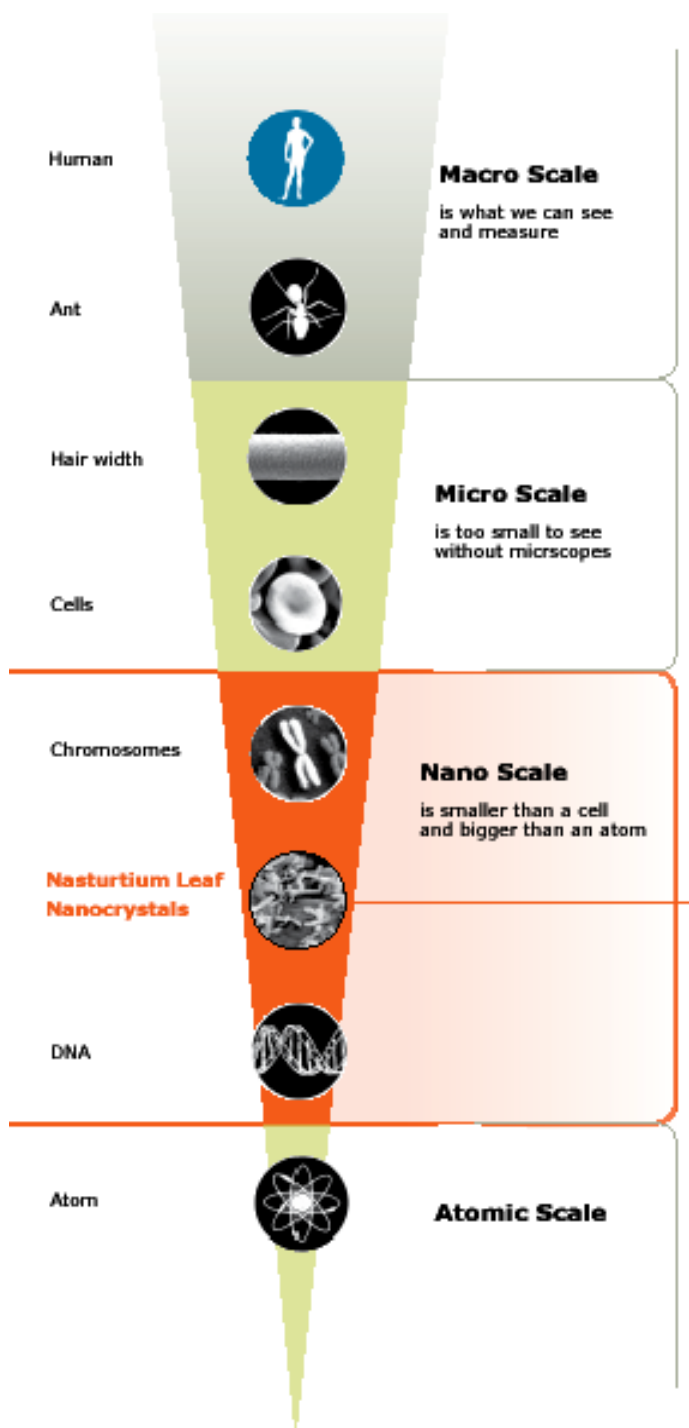 Human
Macro Scale
is what we can see
and measure
Ant
Hair width
Micro Scale
is too small to see
without micrscopes
Cells
Chromosomes
Nano Scale
is smaller than a cell
and bigger than an atom
Nasturtium Leaf
Nanocrystals
DNA
Atom
Atomic Scale